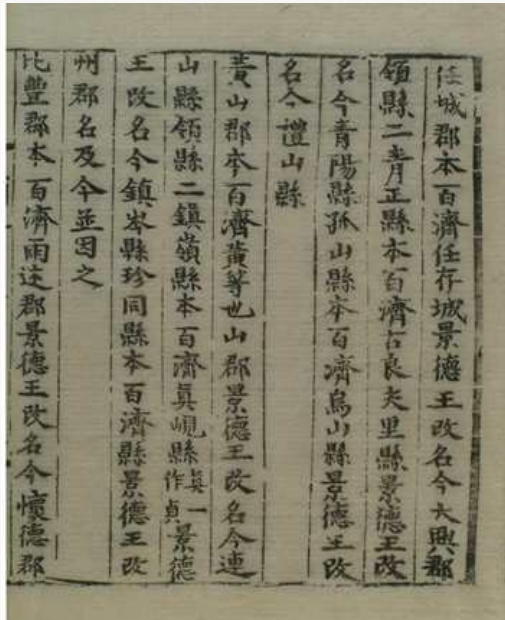 任城郡本百濟任存城景德王改名今大興郡
領縣二青正縣本百濟古良夫里縣景德王改
名今青陽縣孤山縣本百濟烏山縣景德王改
名今禮山縣
黄山郡本百濟黄等也山郡景德王改名今連
山縣領縣二鎮嶺縣本百濟眞峴縣眞一作貞景德
王改名今鎮岑縣珍同縣本百濟縣景德王改
州郡名及今並因之
比豐郡本百濟雨述郡景德王改名今懷德郡